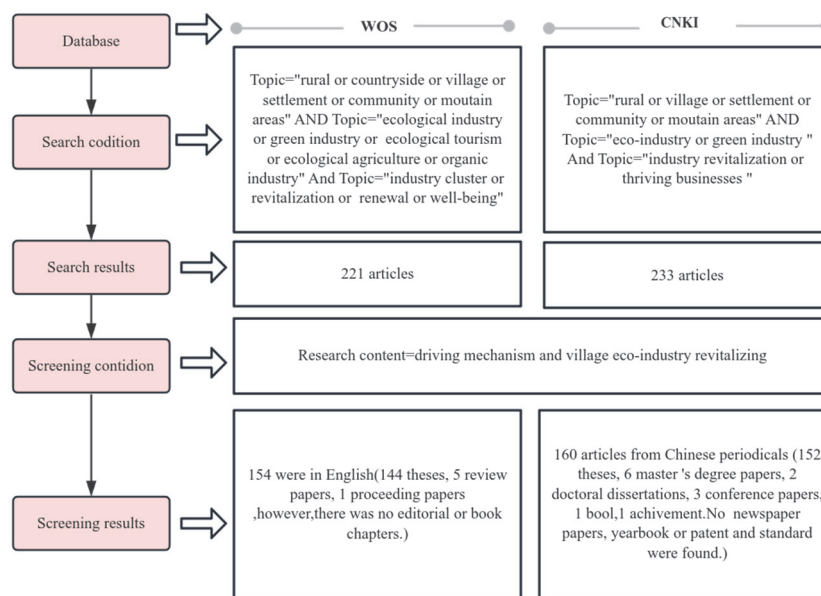 Database
WOS
CNKI
Search codition
Topic="rural or countryside or village or
settlement or community or moutain
areas" AND Topic="ecological industry
or green industry or ecological tourism
or ecological agriculture or organic
industry" And Topic="industry cluster or
revitalization or renewal or well-being"
Topic="rural or village or settlement or
community or moutain areas" AND
Topic="eco-industry or green industry "
And Topic="industry revitalization or
thriving businesses "
Search results
221 articles
233 articles
Screening contidion
Research content=driving mechanism and village eco-industry revitalizing
Screening results
154 were in English(144 theses, 5 review
papers, 1 proceeding papers
,however,there was no editorial or book
chapters.)
160 articles from Chinese periodicals (152
theses, 6 master 's degree papers, 2
doctoral dissertations, 3 conference papers,
1 bool,1 achivement.No newspaper
papers, yearbook or patent and standard
were found.)